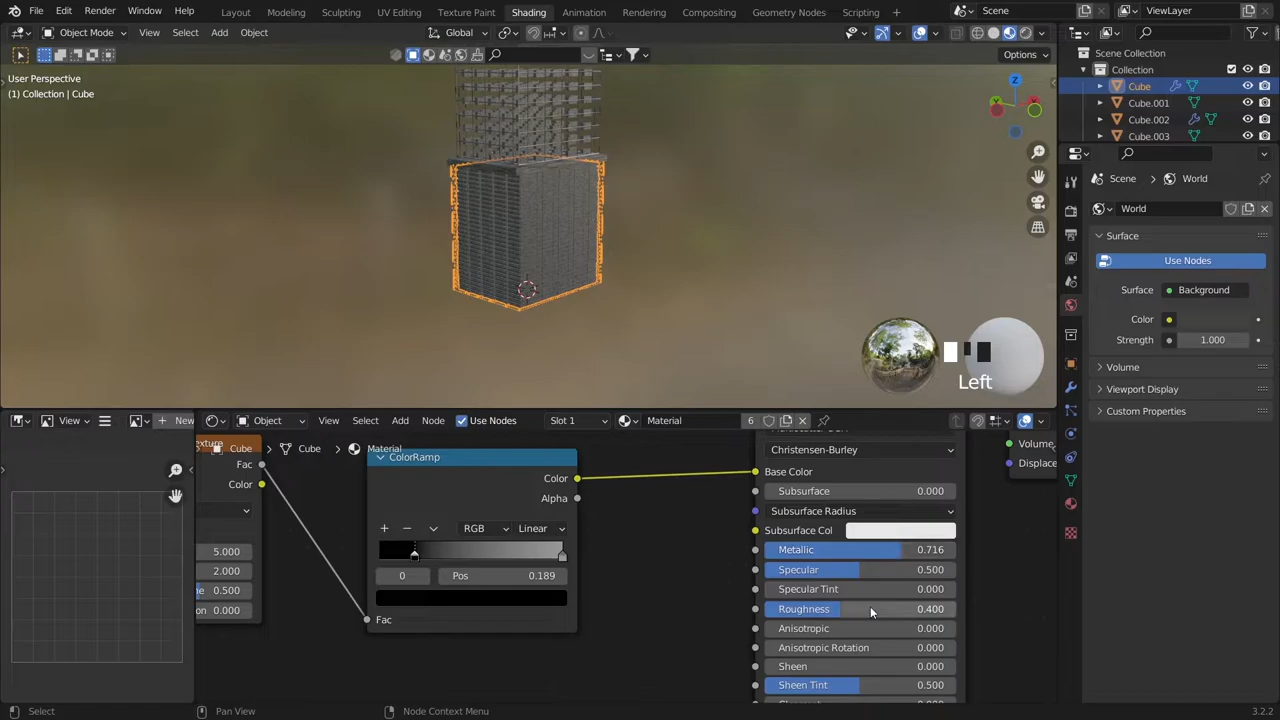 File Edit Render Window Help Layout Modeling Sculpting UV Editing Texture Paint Shading Animation Rendering Compositing Geometry Nodes Scripting Scene ViewLayer
Object Mode View Select Add Object Global
Options
User Perspective
(1) Collection | Cube
Z
Y
Left
Scene Collection
Collection
Cube
Cube.001
Cube.002
Cube.003
Scene > World
World
Surface
Use Nodes
Surface Background
Color
Strength 1.000
Volume
Viewport Display
Custom Properties
View New Object View Select Add Node Use Nodes Slot 1 Material 6
Cube > Cube > Material
exture
Fac
Color
5.000
2.000
0.500
0.000
ColorRamp
Color
Alpha
RGB Linear
0 Pos 0.189
Fac
Christensen-Burley
Base Color
Subsurface 0.000
Subsurface Radius
Subsurface Col
Metallic 0.716
Specular 0.500
Specular Tint 0.000
Roughness 0.400
Anisotropic 0.000
Anisotropic Rotation 0.000
Sheen 0.000
Sheen Tint 0.500
Volume
Displace
Select Pan View Node Context Menu 3.2.2